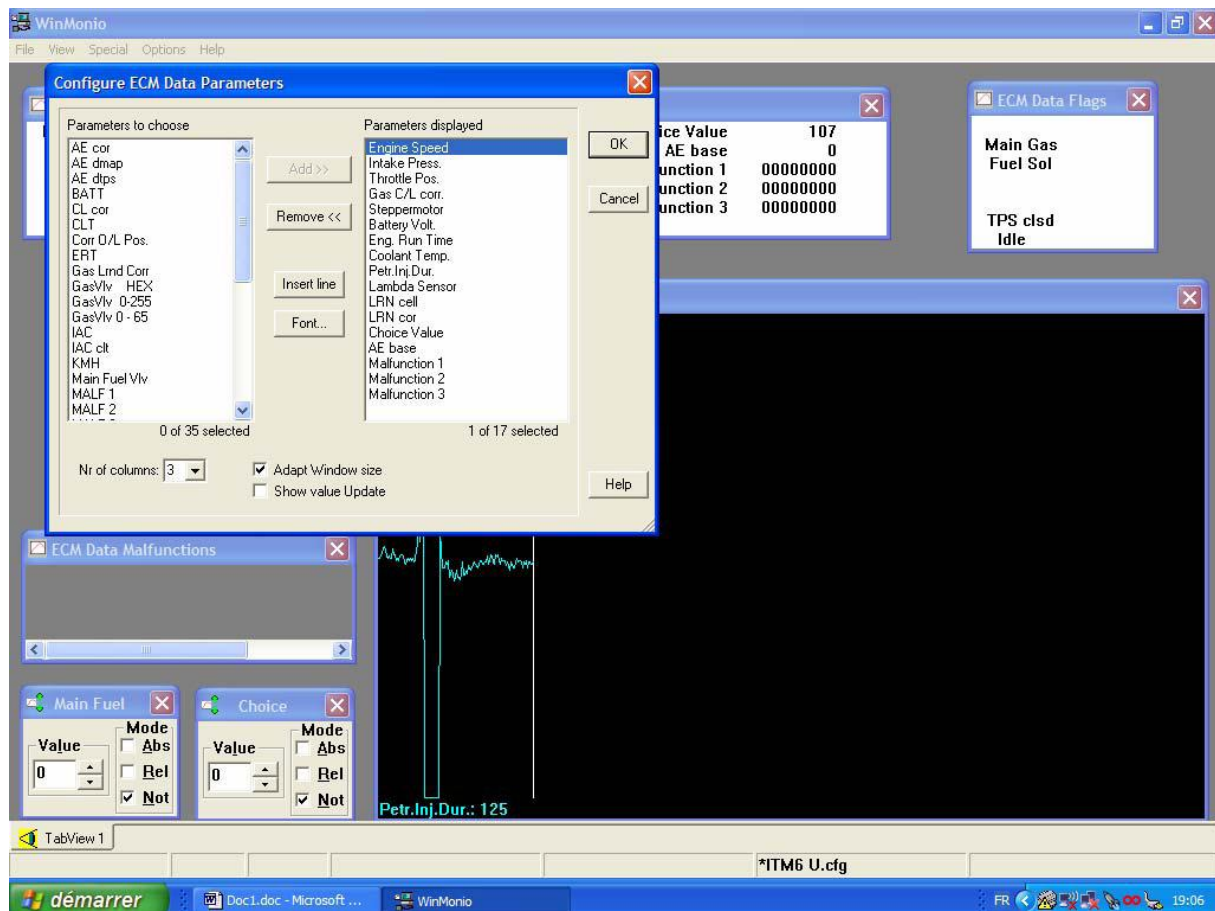 WinMonio
File View Special Options Help
Configure ECM Data Parameters
Parameters to choose
AE cor
AE dmap
AE dtps
BATT
CL cor
CLT
Corr O/L Pos.
ERT
Gas Lrnd Corr
GasVlv HEX
GasVlv 0-255
GasVlv 0 - 65
IAC
IAC clt
KMH
Main Fuel Vlv
MALF 1
MALF 2
0 of 35 selected
Add >>
Remove <<
Insert line
Font...
Parameters displayed
Engine Speed
Intake Press.
Throttle Pos.
Gas C/L corr.
Steppermotor
Battery Volt.
Eng. Run Time
Coolant Temp.
Petr.Inj.Dur.
Lambda Sensor
LRN cell
LRN cor
Choice Value
AE base
Malfunction 1
Malfunction 2
Malfunction 3
1 of 17 selected
OK
Cancel
Help
Nr of columns: 3
Adapt Window size
Show value Update
ice Value 107
AE base 0
unction 1 00000000
unction 2 00000000
unction 3 00000000
ECM Data Flags
Main Gas
Fuel Sol
TPS clsd
Idle
ECM Data Malfunctions
Main Fuel
Mode
Value
Abs
0
Rel
Not
Choice
Mode
Value
Abs
0
Rel
Not
Petr.Inj.Dur.: 125
TabView 1
*ITM6 U.cfg
démarrer
Doc1.doc - Microsoft ...
WinMonio
FR
19:06